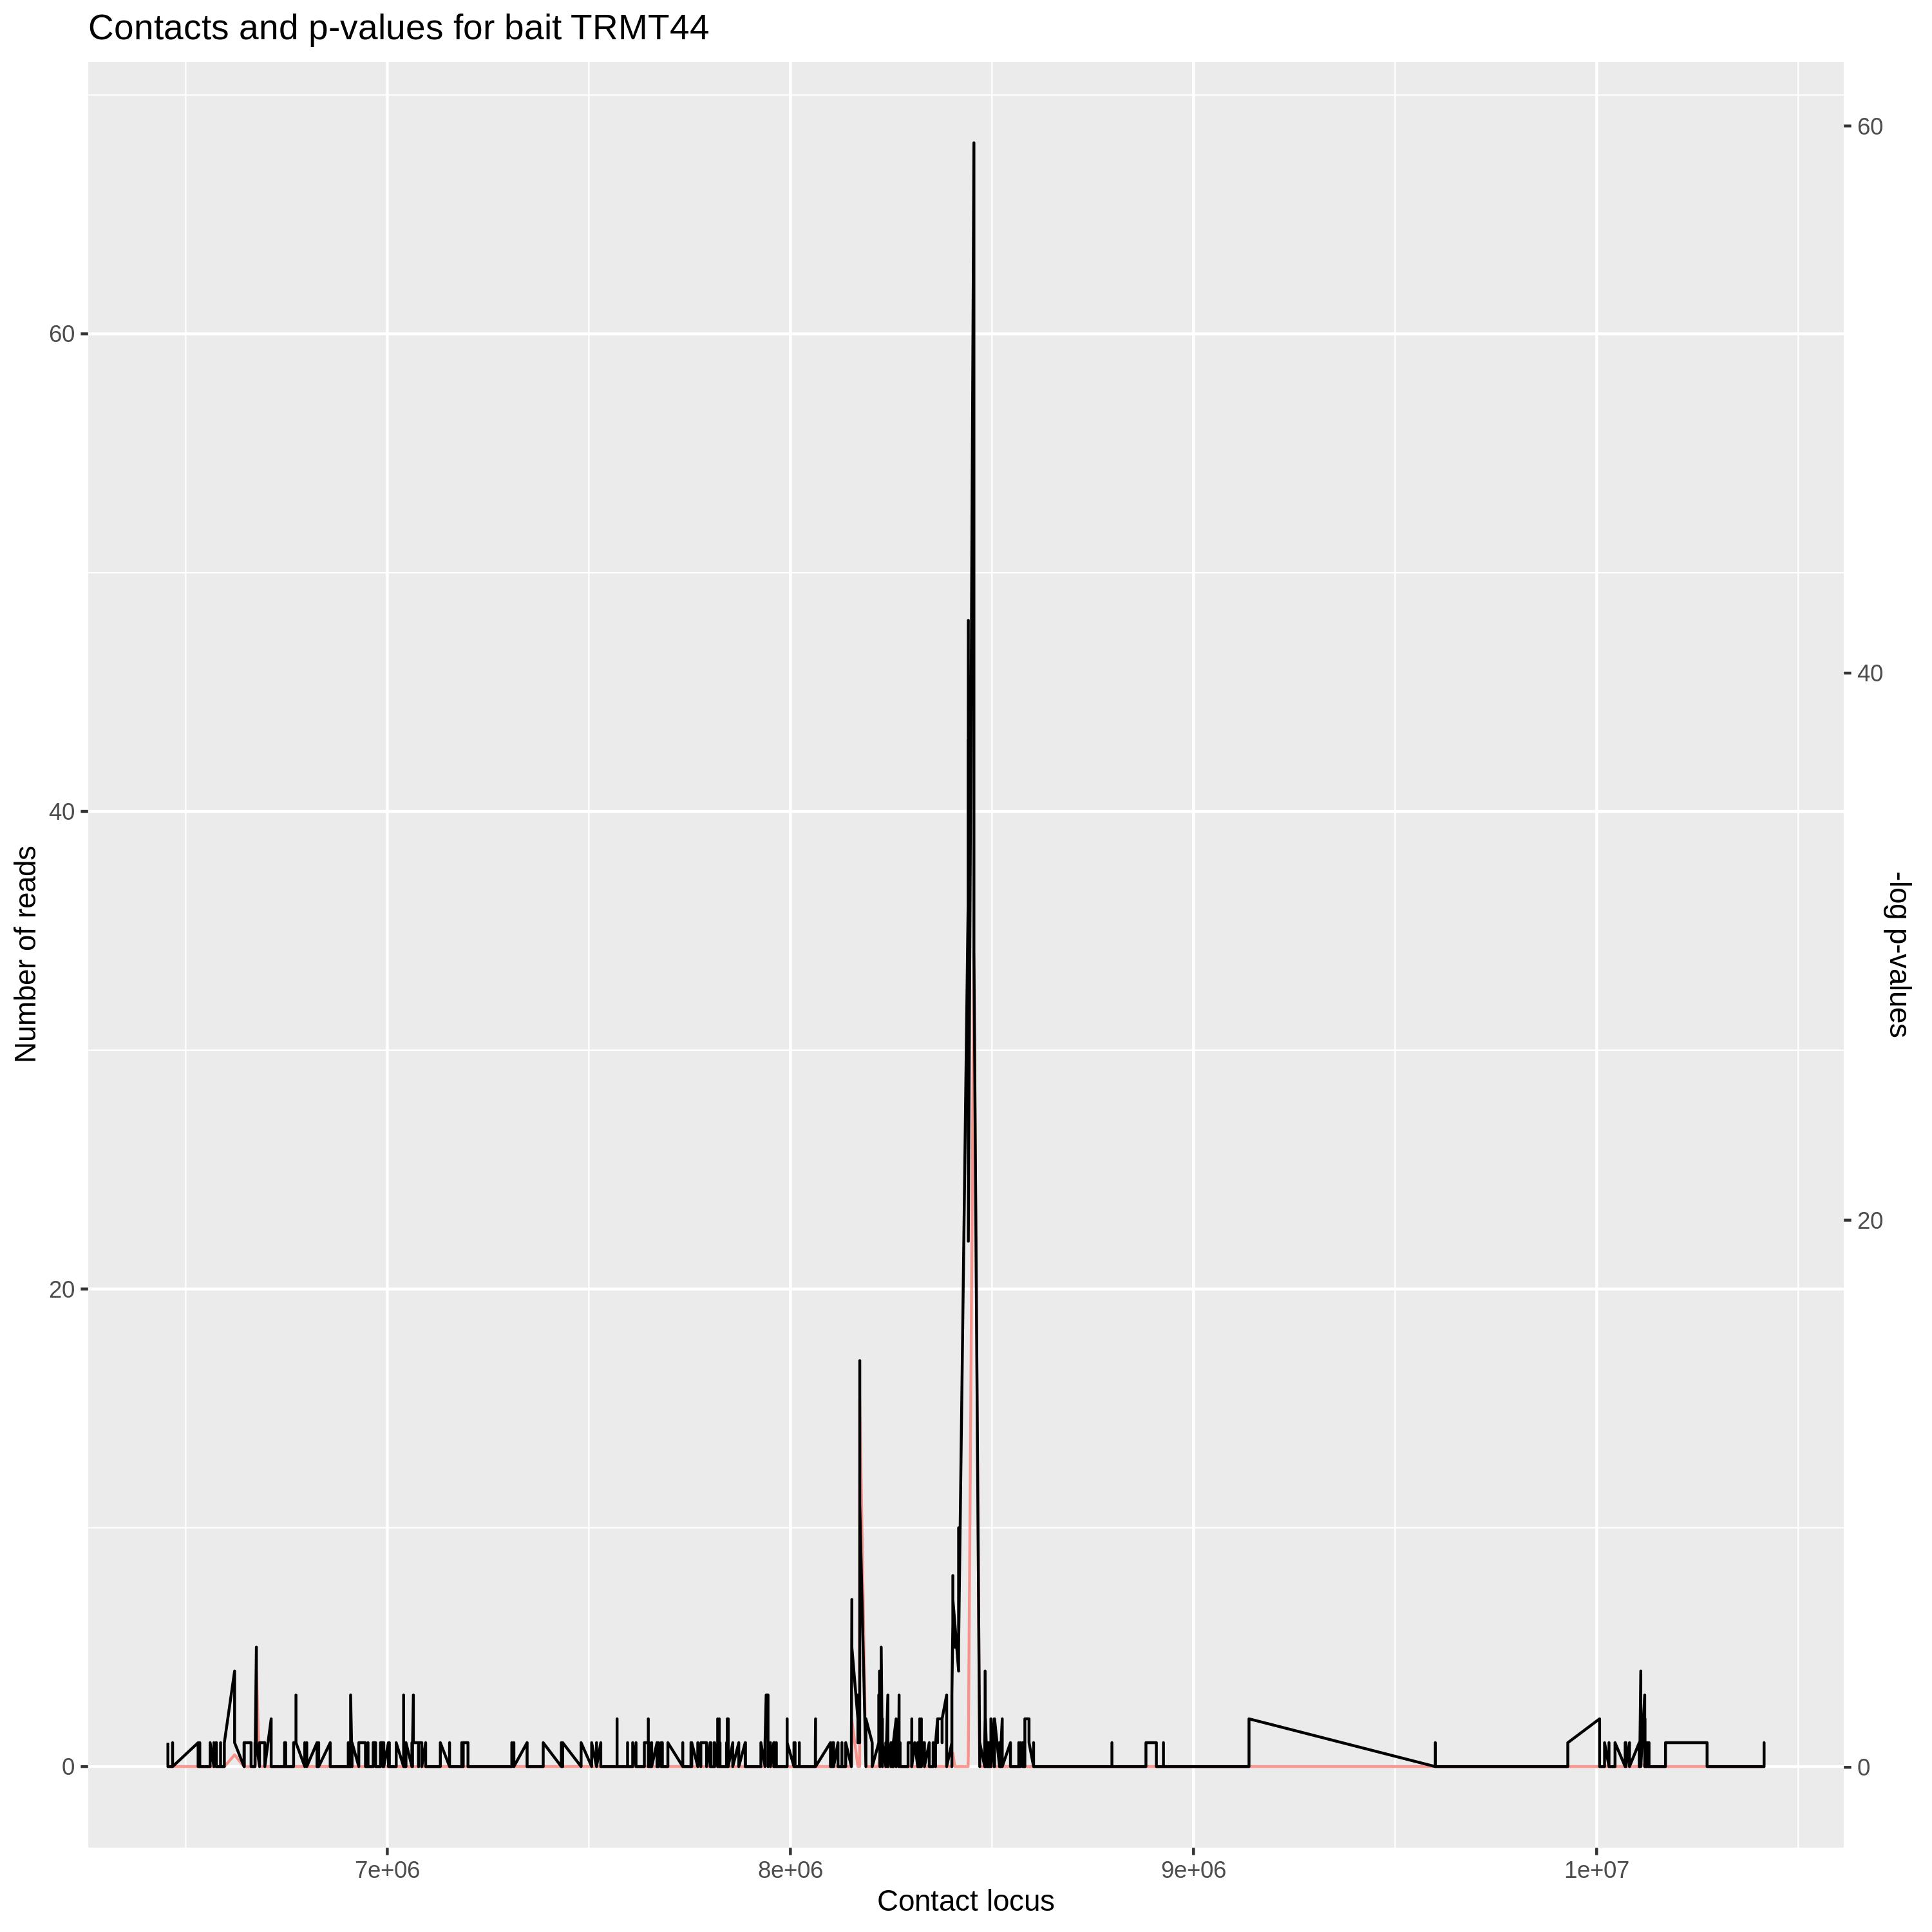 Contacts and p-values for bait TRMT44
Number of reads
60
40
20
0
60
40
20
0
-log p-values
7e+06
8e+06
9e+06
1e+07
Contact locus